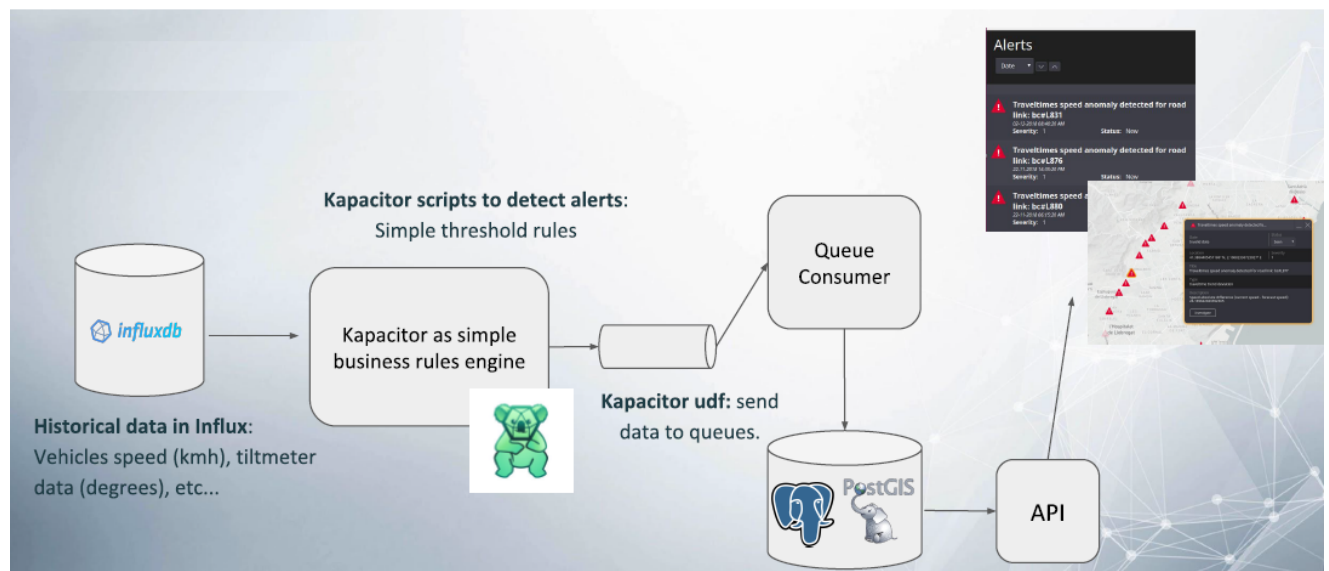 Alerts
Date
Traveltimes speed anomaly detected for road
link: bc#L831
Severity: 1 Status: New
Traveltimes speed anomaly detected for road
link: bc#L876
Severity: 1 Status: New
Traveltimes speed a
link: bc#L880
Severity: 1
Kapacitor scripts to detect alerts:
Simple threshold rules
Queue
Consumer
influxdb
Kapacitor as simple
business rules engine
Historical data in Influx:
Vehicles speed (kmh), tiltmeter
data (degrees), etc...
Kapacitor udf: send
data to queues.
PostGIS
API